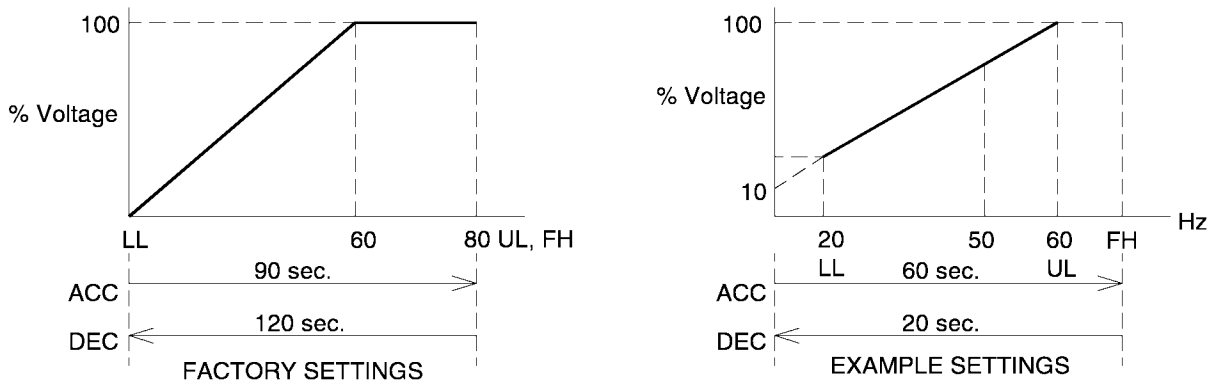 100
% Voltage
LL
60
80 UL, FH
90 sec.
ACC
120 sec.
DEC
FACTORY SETTINGS
100
% Voltage
10
20
50
60
FH
Hz
LL
UL
60 sec.
ACC
20 sec.
DEC
EXAMPLE SETTINGS